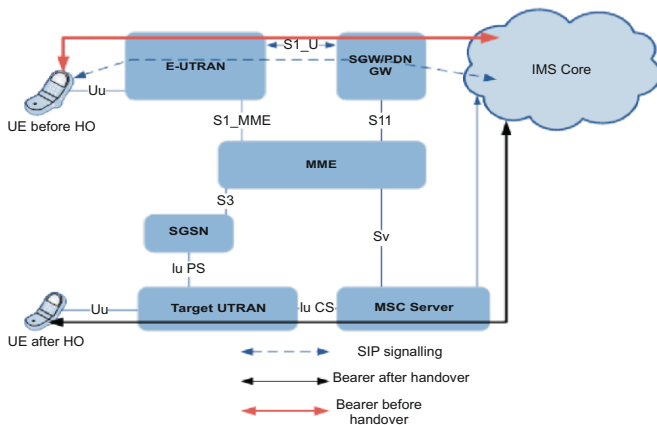 S1_U
E-UTRAN
SGW/PDN
GW
IMS Core
Uu
UE before HO
S1_MME
S11
MME
S3
SGSN
Sv
Iu PS
Uu
Target UTRAN
Iu CS
MSC Server
UE after HO
SIP signalling
Bearer after handover
Bearer before
handover